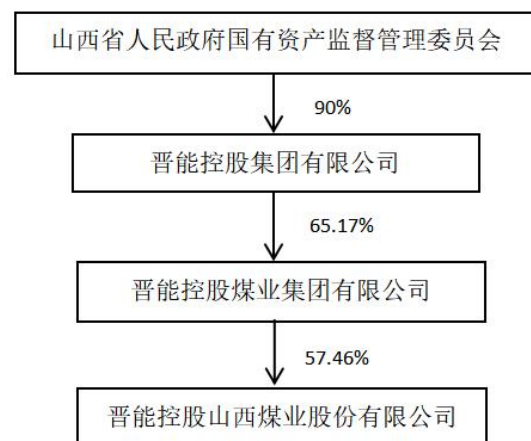 山西省人民政府国有资产监督管理委员会
90%
晋能控股集团有限公司
65.17%
晋能控股煤业集团有限公司
57.46%
晋能控股山西煤业股份有限公司